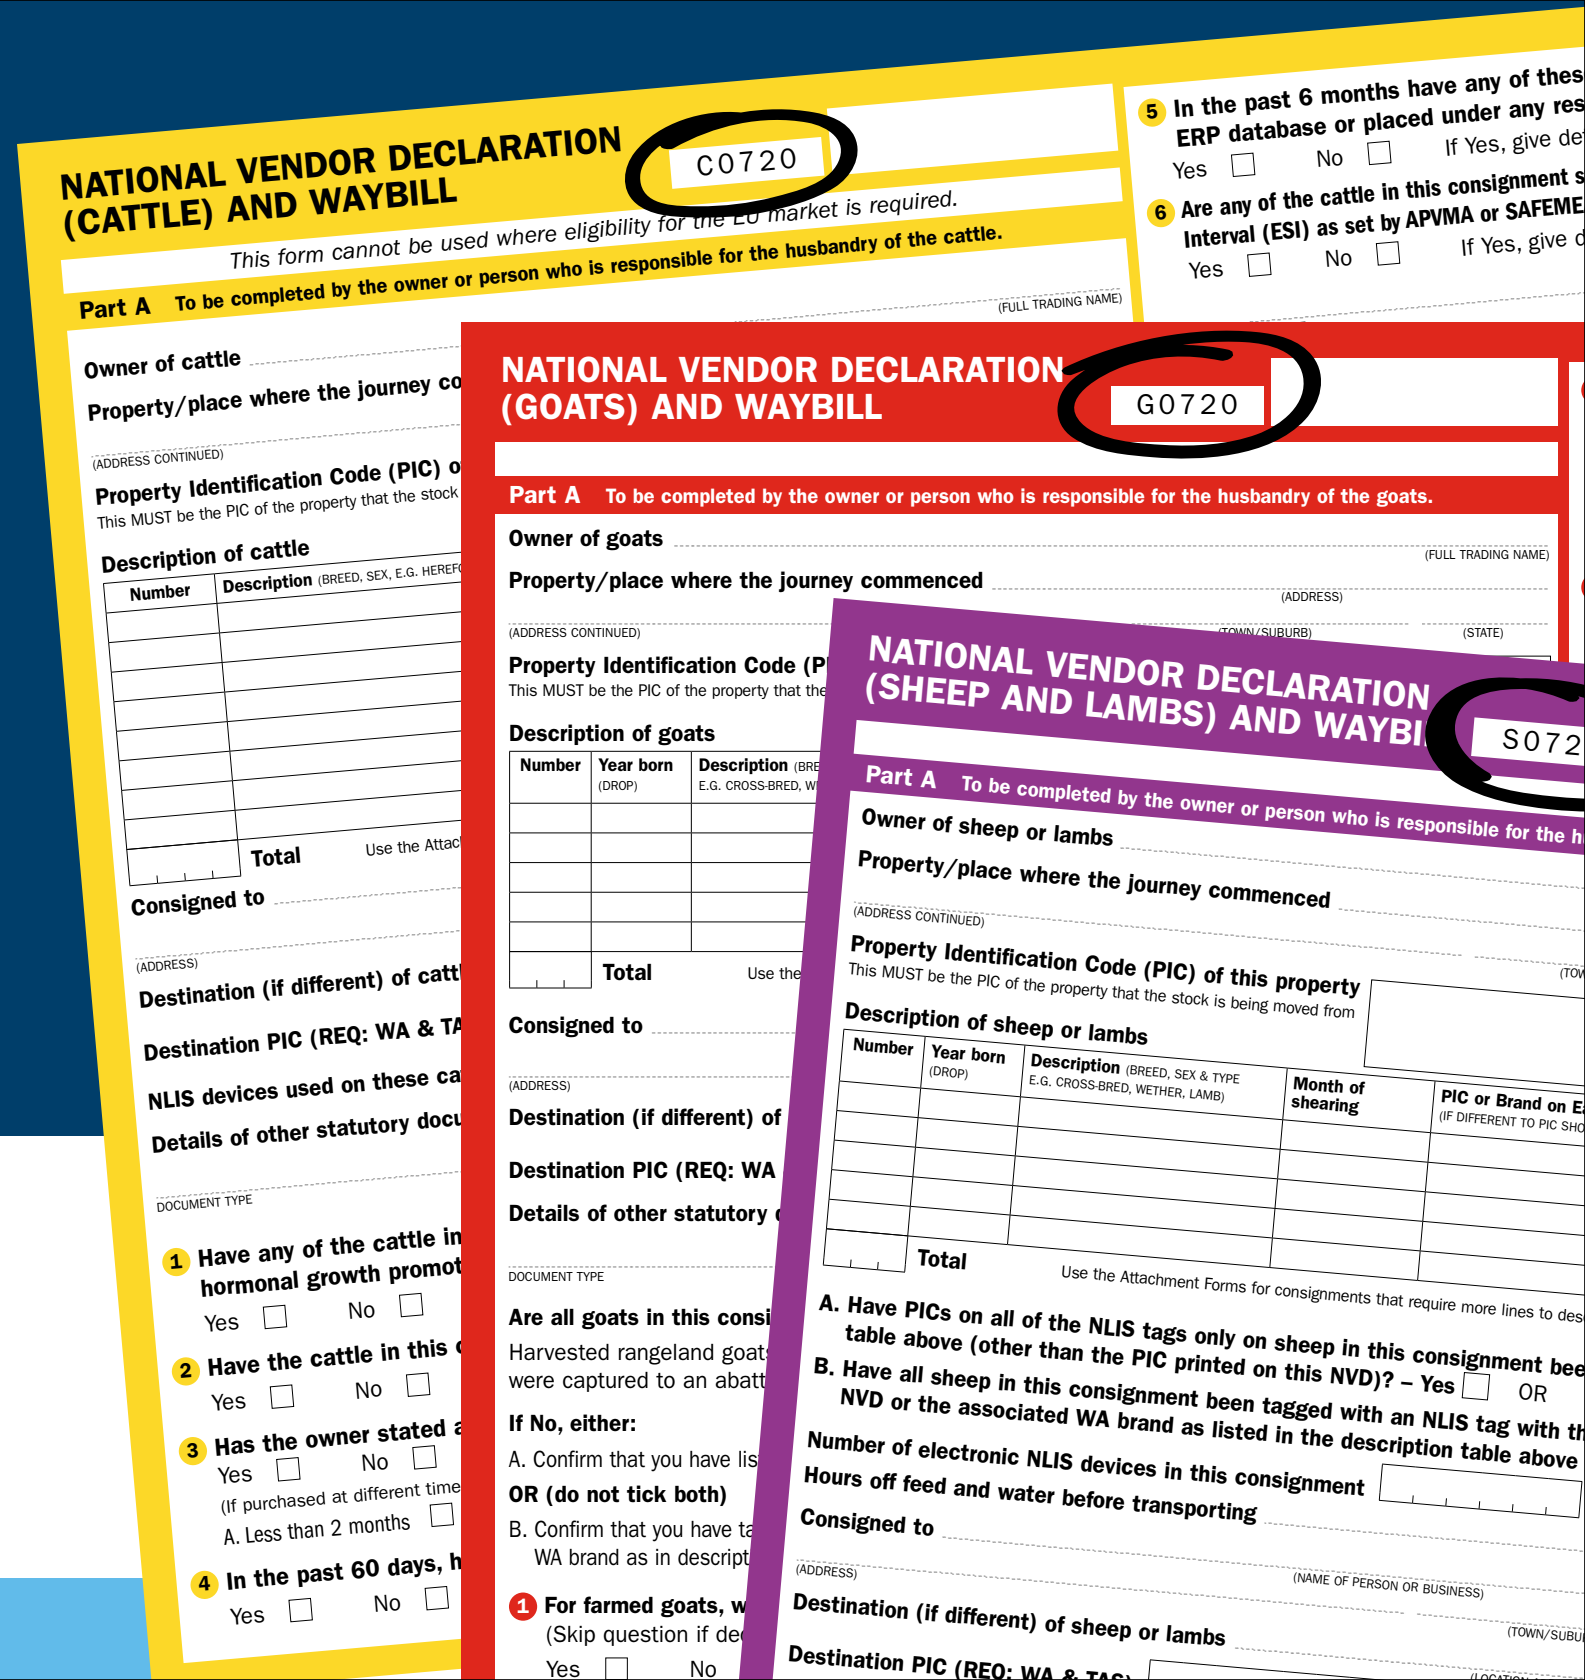 NATIONAL VENDOR DECLARATION
(CATTLE) AND WAYBILL
C0720
This form cannot be used where eligibility for the EU market is required.
Part A To be completed by the owner or person who is responsible for the husbandry of the cattle.
(FULL TRADING NAME)
Owner of cattle
Property/place where the journey
(ADDRESS CONTINUED)
Property Identification Code (PIC)
This MUST be the PIC of the property that the stock
Description of cattle
Number Description (BREED, SEX, E.G.
Total Use the
Consigned to
(ADDRESS)
Destination (if different) of
Destination PIC (REQ: WA &
NLIS devices used on these
Details of other statutory
DOCUMENT TYPE
1 Have any of the cattle in
hormonal growth
Yes No
2 Have the cattle in this
Yes No
3 Has the owner stated
Yes No
(If purchased at different
A. Less than 2 months
4 In the past 60 days,
Yes No
5 In the past 6 months have any of
ERP database or placed under any
Yes No If Yes, give
6 Are any of the cattle in this consignment
Interval (ESI) as set by APVMA or
Yes No If Yes, give
NATIONAL VENDOR DECLARATION
(GOATS) AND WAYBILL
G0720
Part A To be completed by the owner or person who is responsible for the husbandry of the goats.
Owner of goats
(FULL TRADING NAME)
Property/place where the journey commenced
(ADDRESS)
(ADDRESS CONTINUED) (TOWN/SUBURB) (STATE)
Property Identification Code
This MUST be the PIC of the property that the
Description of goats
Number Year born Description
(DROP) E.G. CROSS-BRED,
Total Use the
Consigned to
(ADDRESS)
Destination (if different) of
Destination PIC (REQ: WA
Details of other statutory
DOCUMENT TYPE
Are all goats in this
Harvested rangeland
were captured to an
If No, either:
A. Confirm that you have
OR (do not tick both)
B. Confirm that you have
WA brand as in
1 For farmed goats,
(Skip question if
Yes No
NATIONAL VENDOR DECLARATION
(SHEEP AND LAMBS) AND
S072
Part A To be completed by the owner or person who is responsible for the
Owner of sheep or lambs
Property/place where the journey commenced
(ADDRESS CONTINUED)
Property Identification Code (PIC) of this property
This MUST be the PIC of the property that the stock is being moved from
Description of sheep or lambs
Number Year born Description (BREED, SEX & TYPE Month of PIC or Brand on
(DROP) E.G. CROSS-BRED, WETHER, LAMB) shearing (IF DIFFERENT TO PIC
Total Use the Attachment Forms for consignments that require more lines to
A. Have PICs on all of the NLIS tags only on sheep in this consignment
table above (other than the PIC printed on this NVD)? – Yes OR
B. Have all sheep in this consignment been tagged with an NLIS tag with
NVD or the associated WA brand as listed in the description table above
Number of electronic NLIS devices in this consignment
Hours off feed and water before transporting
Consigned to
(NAME OF PERSON OR BUSINESS)
(ADDRESS)
Destination (if different) of sheep or lambs
Destination PIC (REQ: WA & TAS)